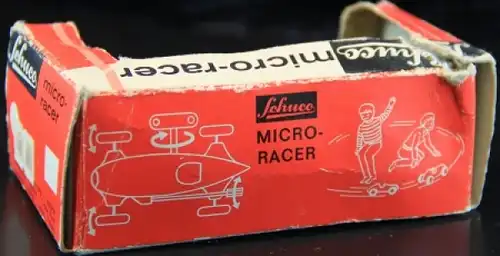 Schuco
micro-racer
Schuco
micro-
racer
Schuco
MICRO-
RACER